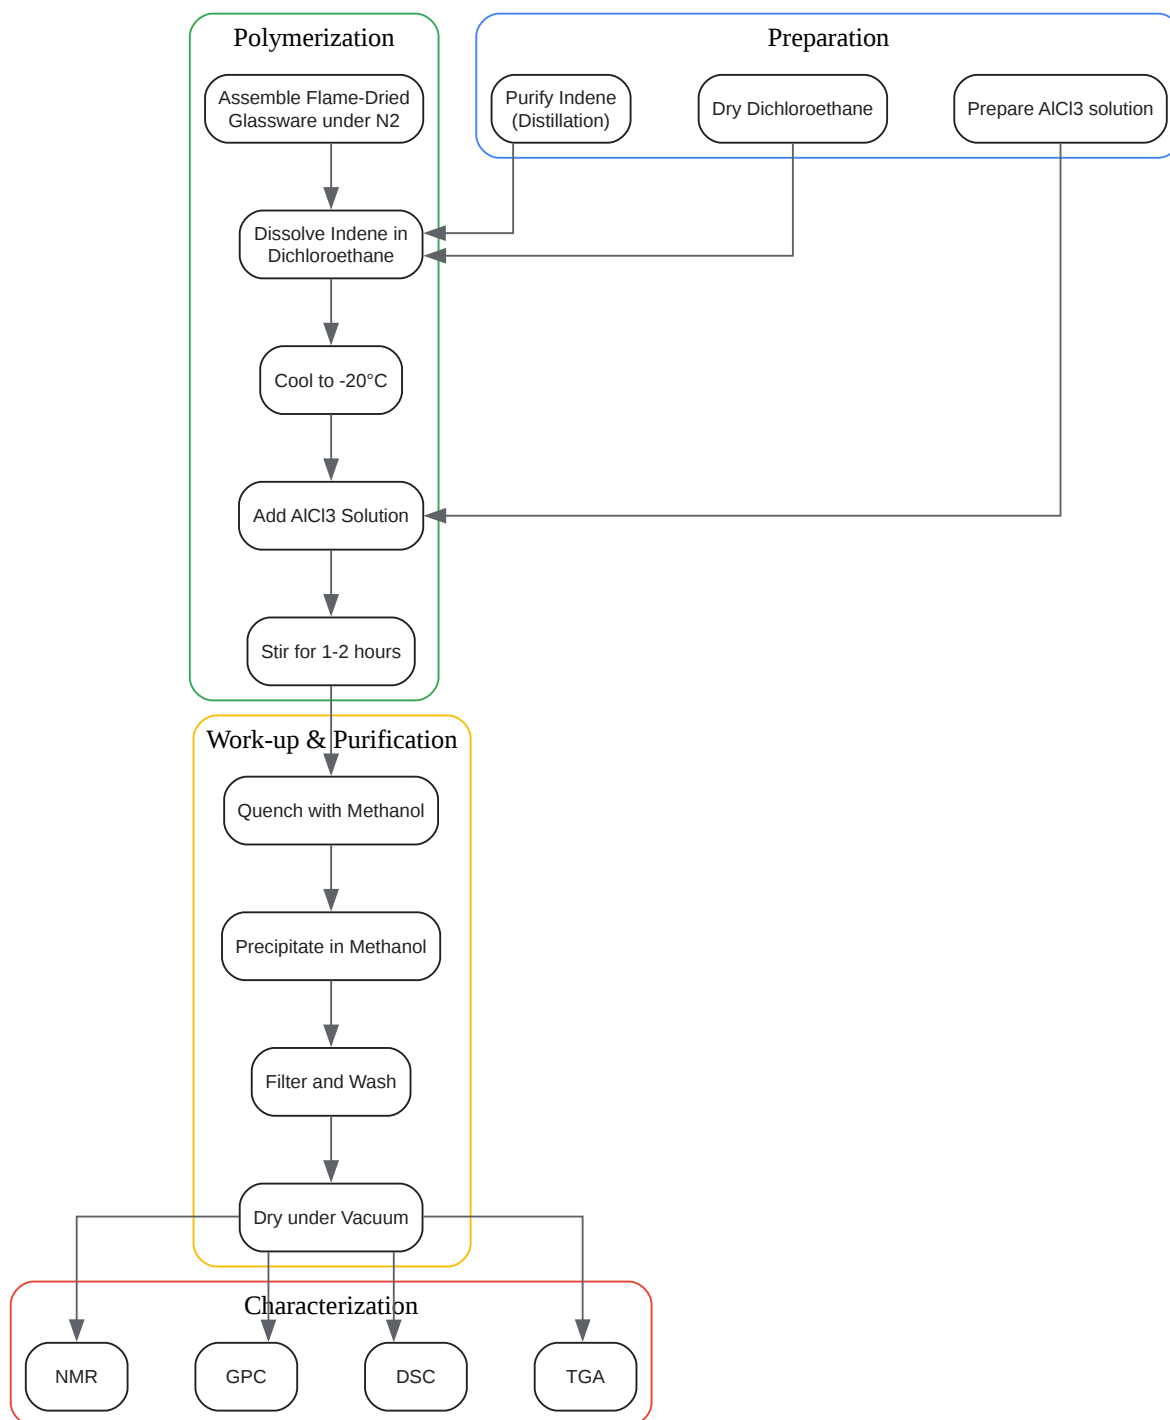 Polymerization
Assemble Flame-Dried
Glassware under N2
Dissolve Indene in
Dichloroethane
Cool to -20°C
Add AlCl3 Solution
Stir for 1-2 hours
Preparation
Purify Indene
(Distillation)
Dry Dichloroethane
Prepare AlCl3 solution
Work-up & Purification
Quench with Methanol
Precipitate in Methanol
Filter and Wash
Dry under Vacuum
Characterization
NMR
GPC
DSC
TGA